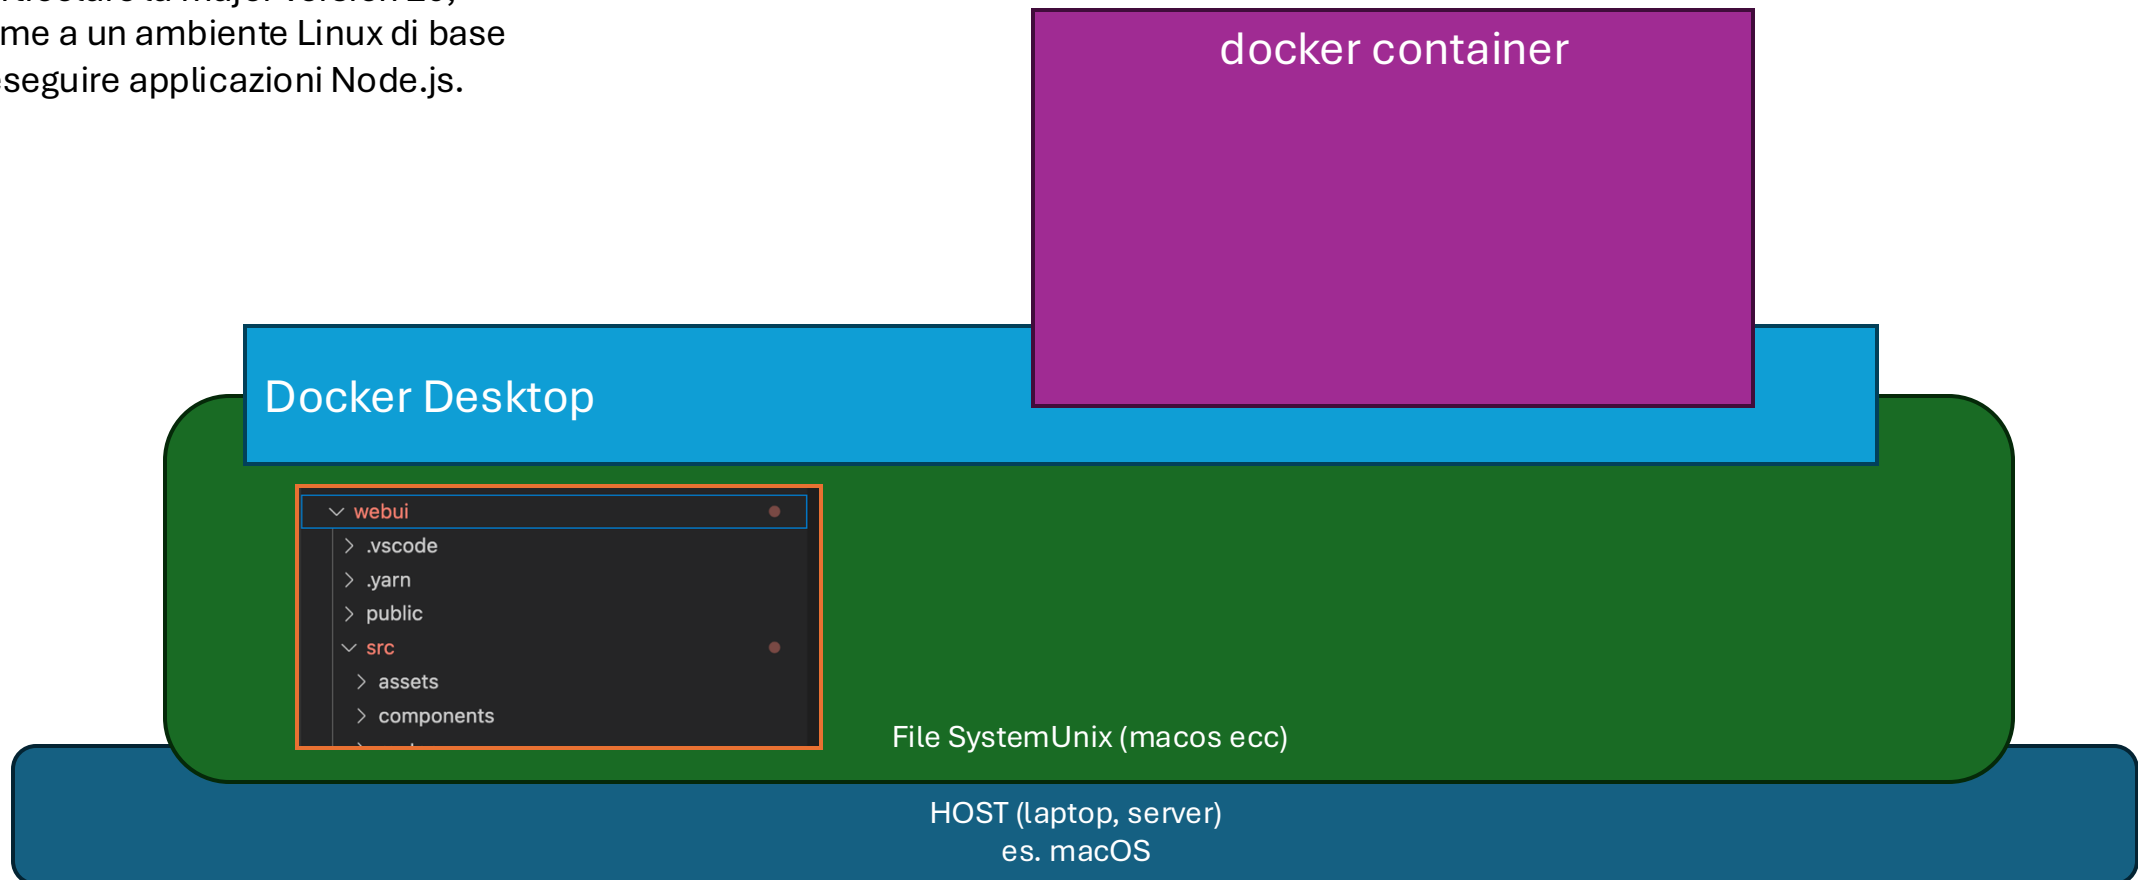 me a un ambiente Linux di base
eseguire applicazioni Node.js.
docker container
Docker Desktop
webui
.vscode
.yarn
public
src
assets
components
File SystemUnix (macos ecc)
HOST (laptop, server)
es. macOS